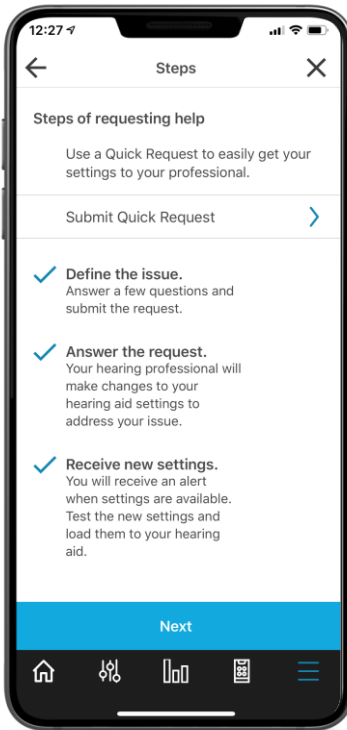 12:27
Steps
Steps of requesting help
Use a Quick Request to easily get your
settings to your professional.
Submit Quick Request
Define the issue.
Answer a few questions and
submit the request.
Answer the request.
Your hearing professional will
make changes to your
hearing aid settings to
address your issue.
Receive new settings.
You will receive an alert
when settings are available.
Test the new settings and
load them to your hearing
aid.
Next